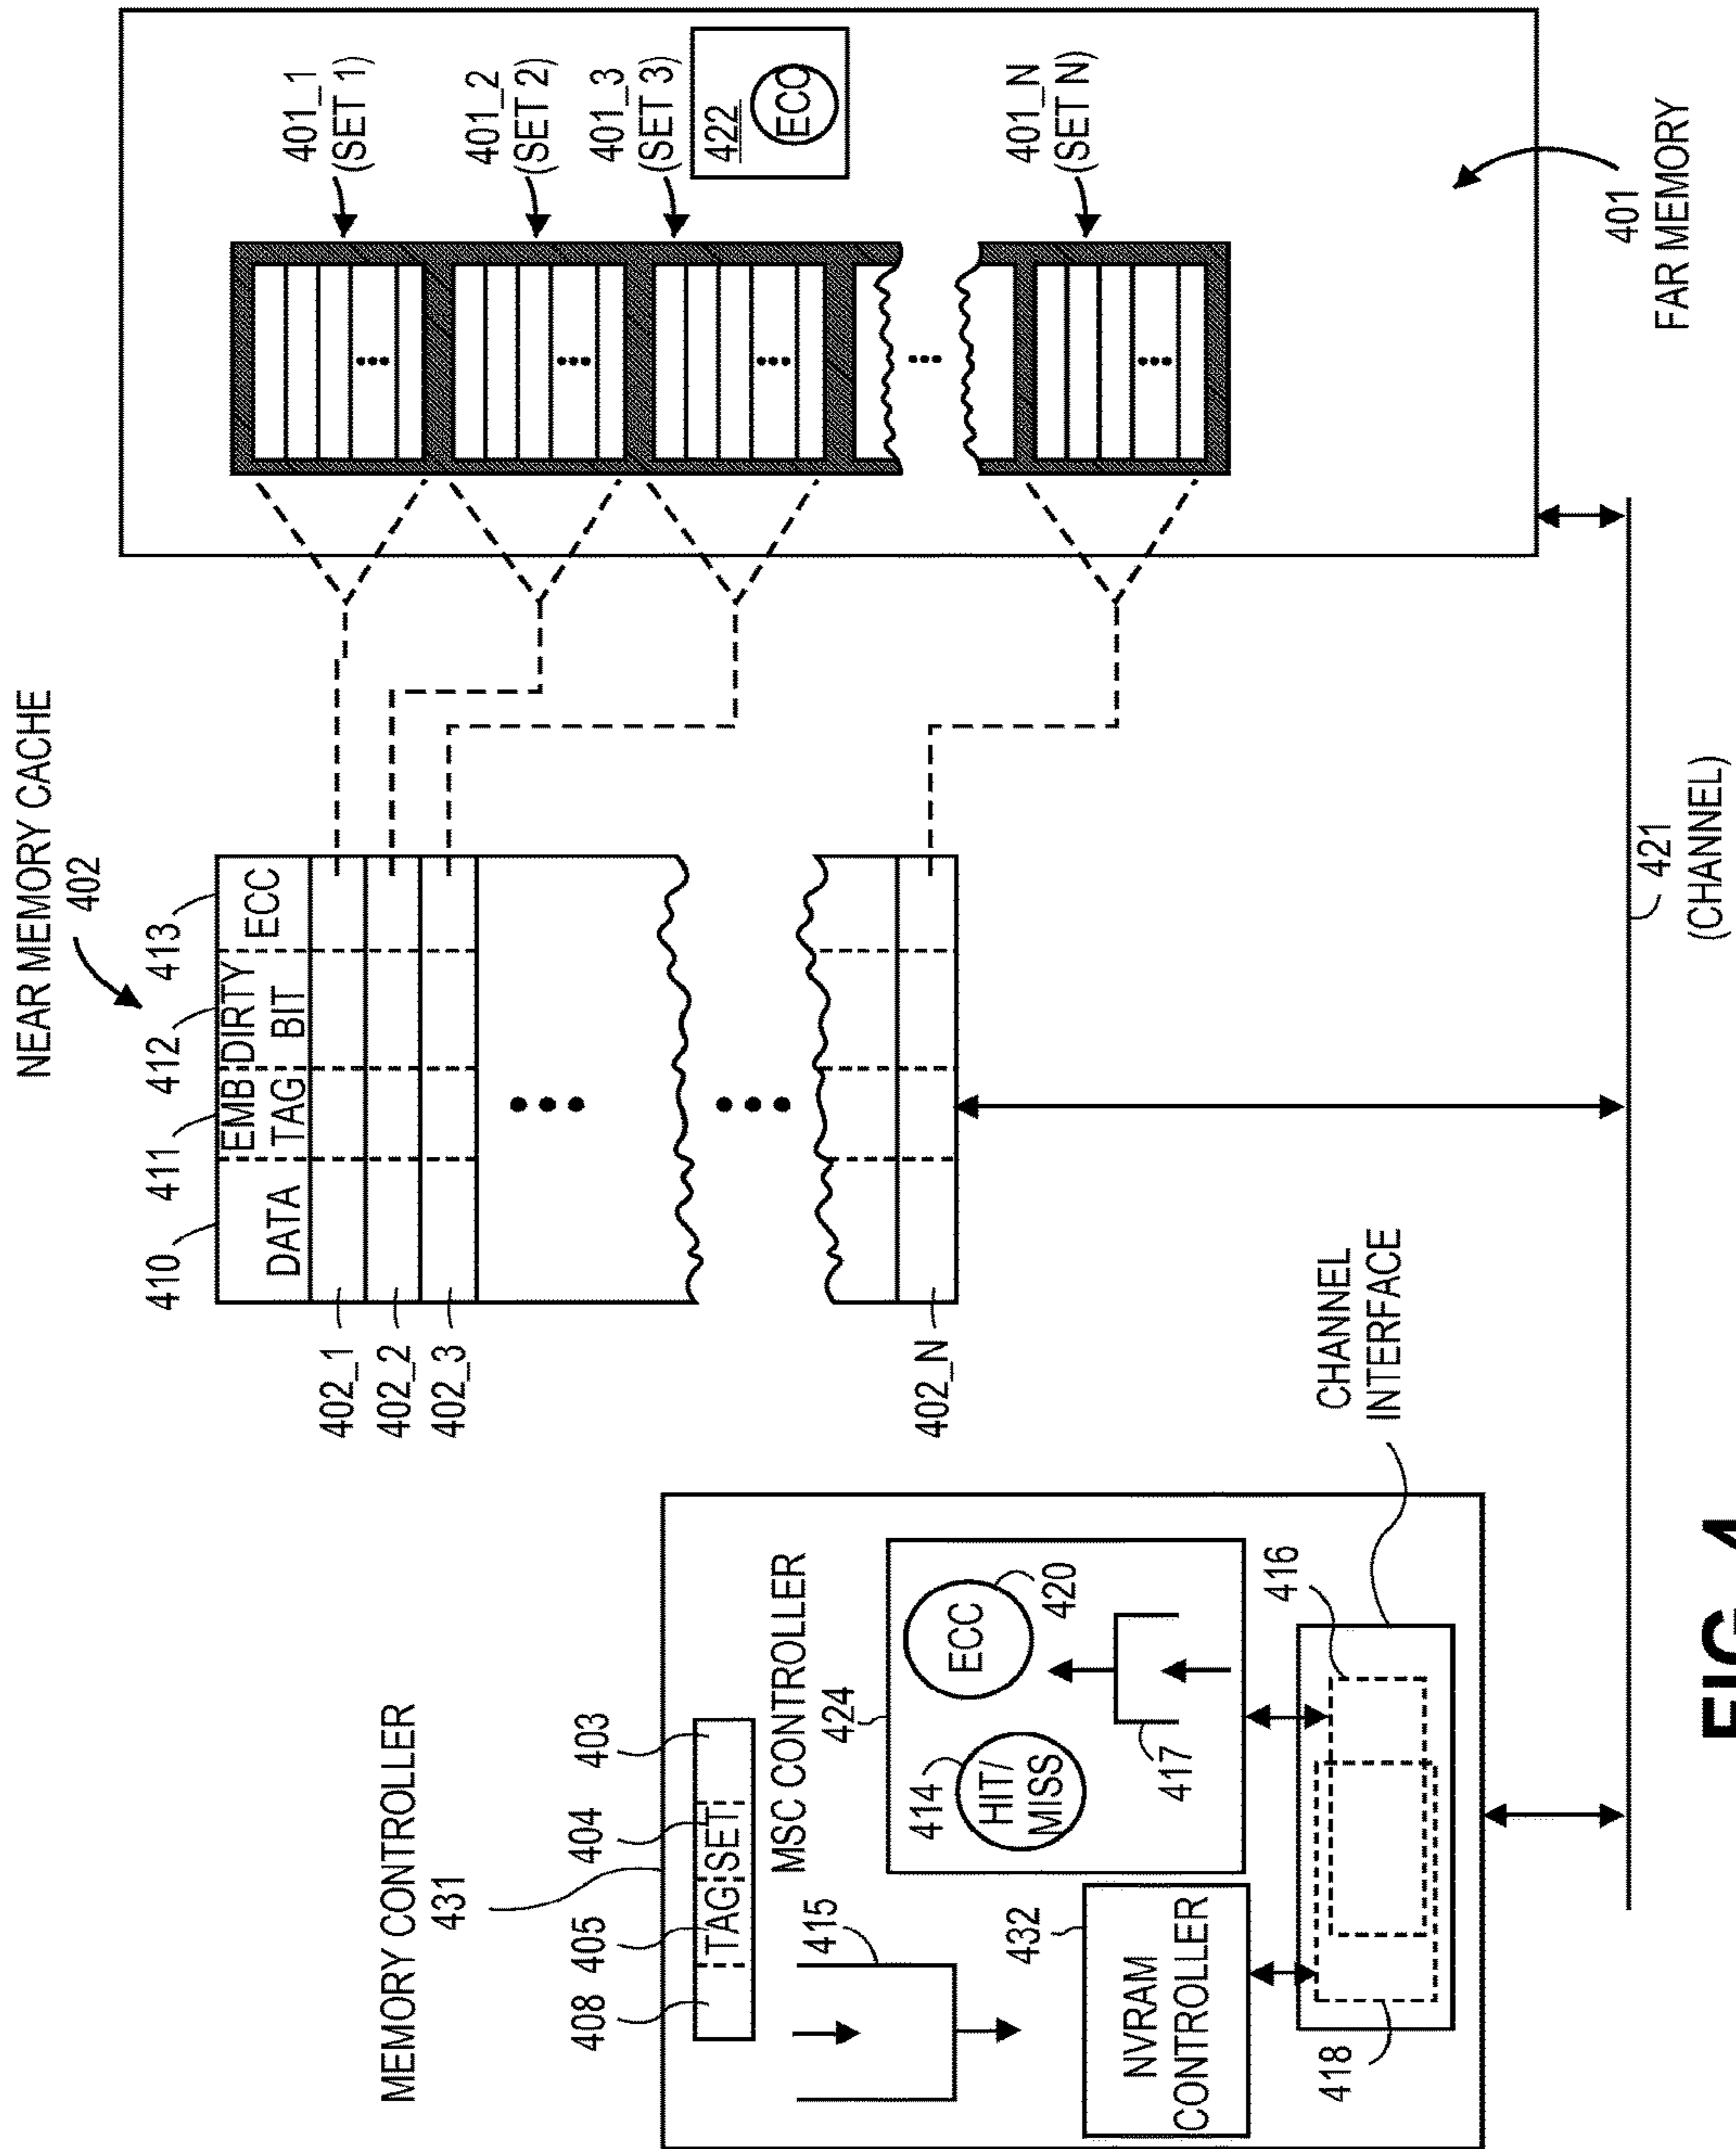 NEAR MEMORY CACHE
402
410
411
412
413
DATA
EMB
TAG
DIRTY
BIT
ECC
402_1
402_2
402_3
402_N
401_1
(SET 1)
401_2
(SET 2)
401_3
(SET 3)
422
ECC
401_N
(SET N)
401
FAR MEMORY
MEMORY CONTROLLER
431
408
405
404
403
TAG
SET
415
MSC CONTROLLER
424
414
HIT/
MISS
ECC
420
417
432
NVRAM
CONTROLLER
416
418
CHANNEL
INTERFACE
421
(CHANNEL)
FIG 4